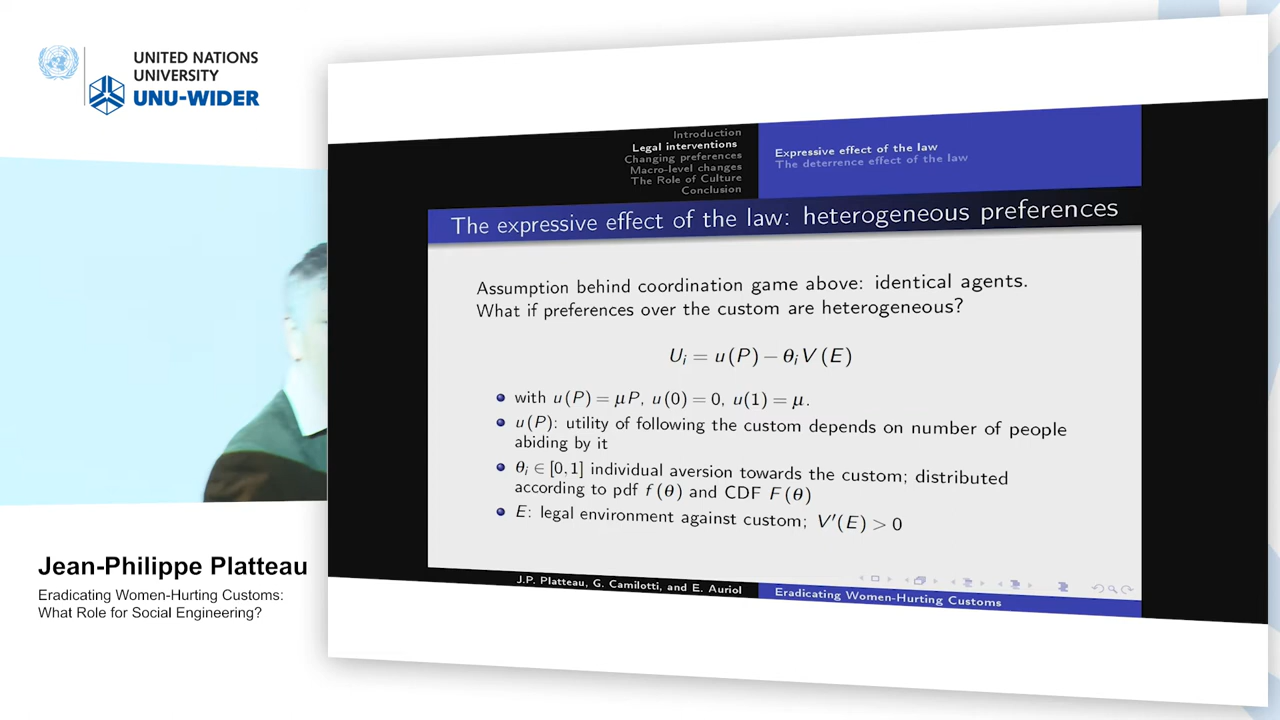 UNITED NATIONS
UNIVERSITY
UNU-WIDER
Introduction
Legal interventions
Changing preferences
Macro-level changes
The Role of Culture
Conclusion
Expressive effect of the law
The deterrence effect of the law
The expressive effect of the law: heterogeneous preferences
Assumption behind coordination game above: identical agents.
What if preferences over the custom are heterogeneous?
Uᵢ = u(P) − θᵢV(E)
with u(P) = μP, u(0) = 0, u(1) = μ.
u(P): utility of following the custom depends on number of people
abiding by it
θᵢ ∈ [0,1] individual aversion towards the custom; distributed
according to pdf f(θ) and CDF F(θ)
E: legal environment against custom; V′(E) > 0
J.P. Platteau, G. Camilotti, and E. Auriol
Eradicating Women-Hurting Customs
Jean-Philippe Platteau
Eradicating Women-Hurting Customs:
What Role for Social Engineering?